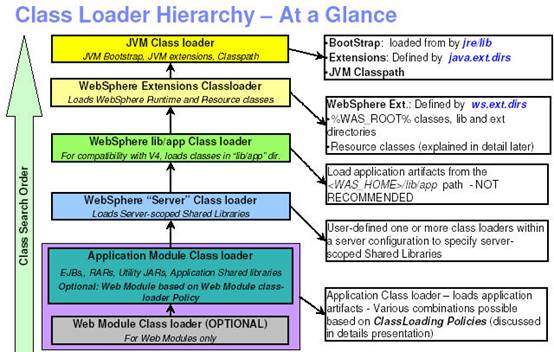 Class Loader Hierarchy – At a Glance
Class Search Order
JVM Class loader
JVM Bootstrap, JVM extensions, Classpath
WebSphere Extensions Classloader
Loads WebSphere Runtime and Resource classes
WebSphere lib/app Class loader
For compatibility with V4, loads classes in "lib/app" dir.
WebSphere “Server” Class loader
Loads Server-scoped Shared Libraries
Application Module Class loader
EJBs,, RARs, Utility JARs, Application Shared libraries
Optional: Web Module based on Web Module class-
loader Policy
Web Module Class loader (OPTIONAL)
For Web Modules only
•BootStrap: loaded from by jre/lib
•Extensions: Defined by java.ext.dirs
•JVM Classpath
WebSphere Ext.: Defined by ws.ext.dirs
•%WAS_ROOT% classes, lib and ext
directories
•Resource classes (explained in detail later)
Load application artifacts from the
<WAS_HOME>/lib/app path - NOT
RECOMMENDED
User-defined one or more class loaders within
a server configuration to specify server-
scoped Shared Libraries
Application Class loader – loads application
artifacts - Various combinations possible
based on ClassLoading Policies (discussed
in details presentation)